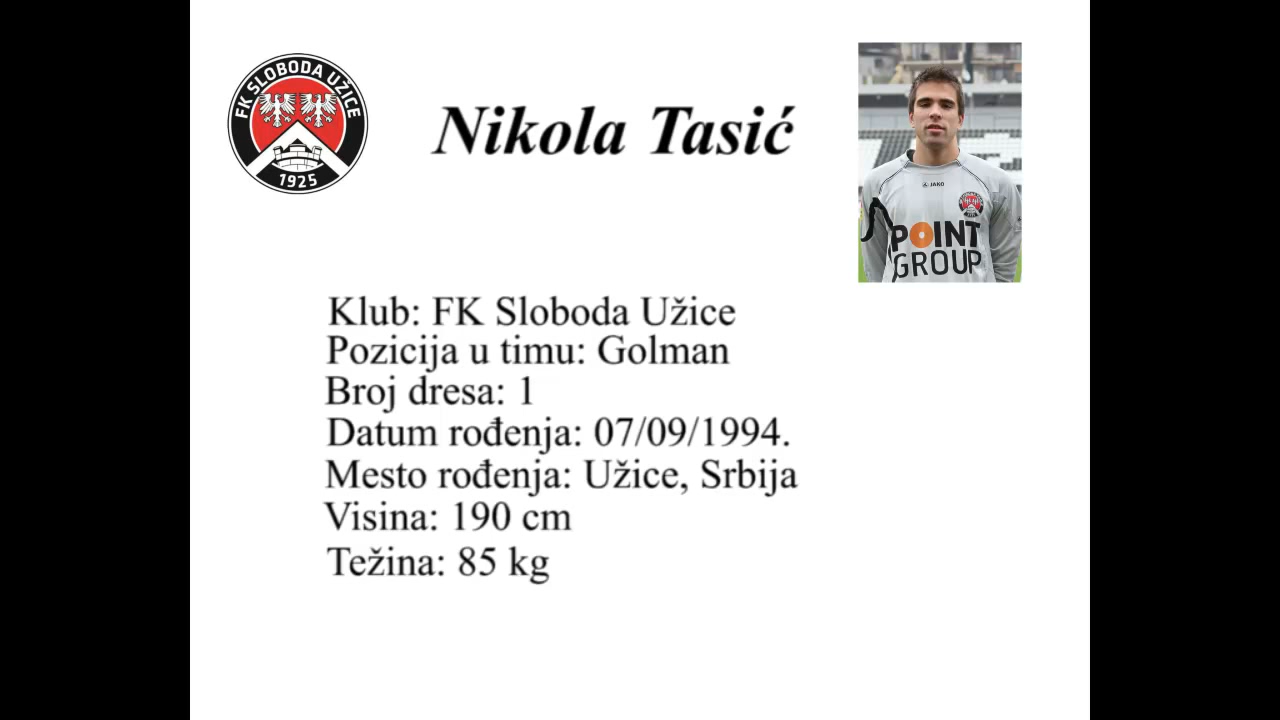 FK SLOBODA UŽICE
1925
Nikola Tasić
JAKO
POINT
GROUP
Klub: FK Sloboda Užice
Pozicija u timu: Golman
Broj dresa: 1
Datum rođenja: 07/09/1994.
Mesto rođenja: Užice, Srbija
Visina: 190 cm
Težina: 85 kg